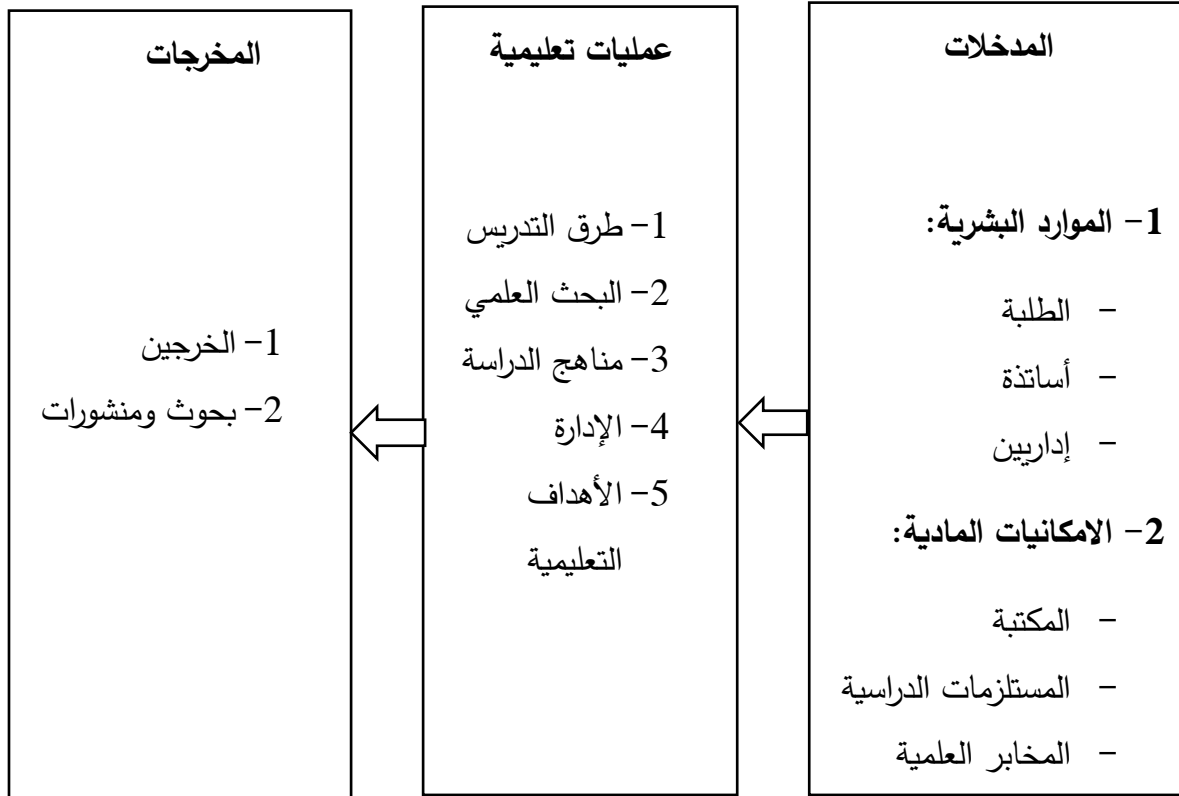 المدخلات
1- الموارد البشرية:
- الطلبة
- أساتذة
- إداريين
2- الامكانيات المادية:
- المكتبة
- المستلزمات الدراسية
- المخابر العلمية
عمليات تعليمية
1- طرق التدريس
2- البحث العلمي
3- مناهج الدراسة
4- الإدارة
5- الأهداف
التعليمية
المخرجات
1- الخرجين
2- بحوث ومنشورات